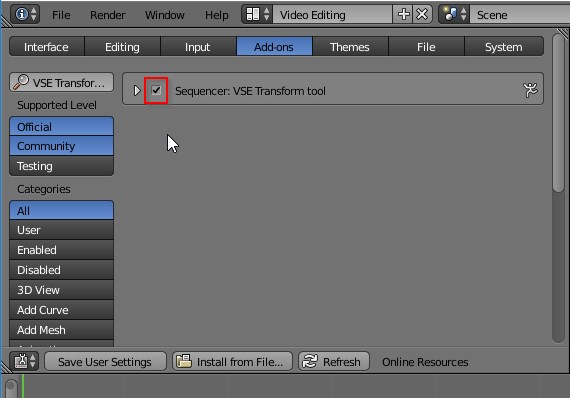 File Render Window Help Video Editing Scene
Interface Editing Input Add-ons Themes File System
VSE Transfor...
Sequencer: VSE Transform tool
Supported Level
Official
Community
Testing
Categories
All
User
Enabled
Disabled
3D View
Add Curve
Add Mesh
Save User Settings Install from File... Refresh Online Resources